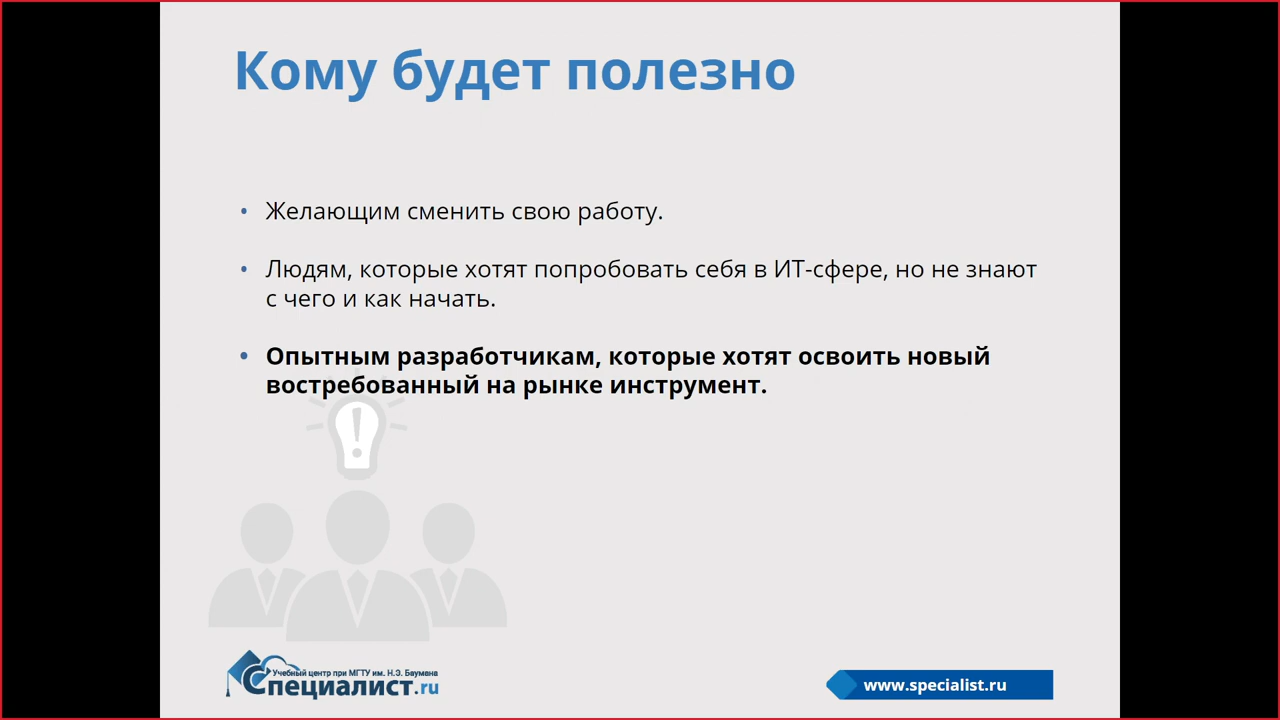 Кому будет полезно
• Желающим сменить свою работу.
• Людям, которые хотят попробовать себя в ИТ-сфере, но не знают
с чего и как начать.
• Опытным разработчикам, которые хотят освоить новый
востребованный на рынке инструмент.
Учебный центр при МГТУ им. Н.Э. Баумана
Специалист.ru
www.specialist.ru